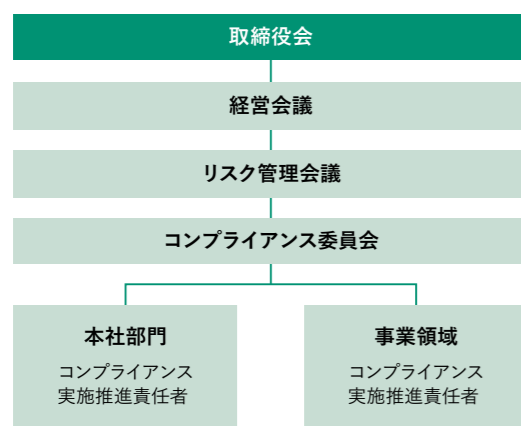 取締役会
経営会議
リスク管理会議
コンプライアンス委員会
本社部門
コンプライアンス
実施推進責任者
事業領域
コンプライアンス
実施推進責任者